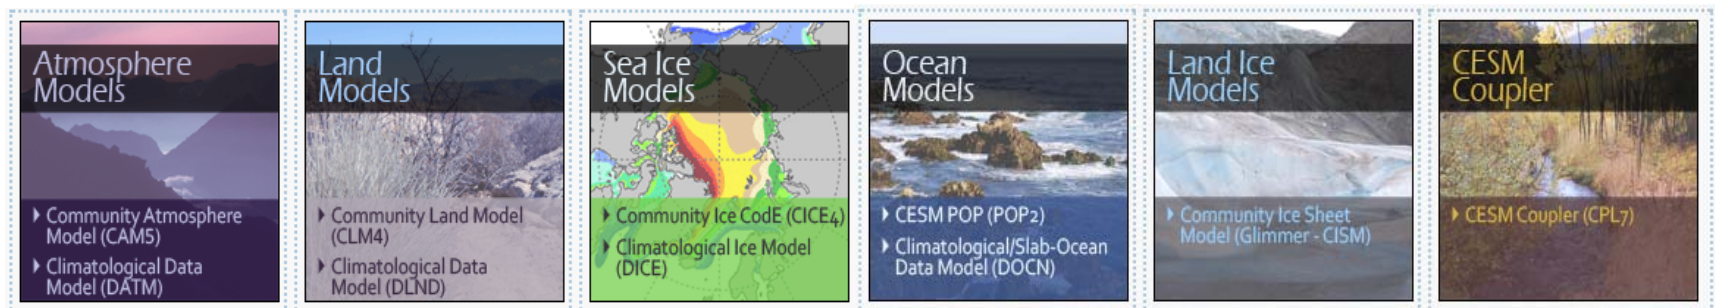 Atmosphere
Models
Community Atmosphere
Model (CAM5)
Climatological Data
Model (DATM)
Land
Models
Community Land Model
(CLM4)
Climatological Data
Model (DLND)
Sea Ice
Models
Community Ice CodE (CICE4)
Climatological Ice Model
(DICE)
Ocean
Models
CESM POP (POP2)
Climatological/Slab-Ocean
Data Model (DOCN)
Land Ice
Models
Community Ice Sheet
Model (Glimmer - CISM)
CESM
Coupler
CESM Coupler (CPL7)